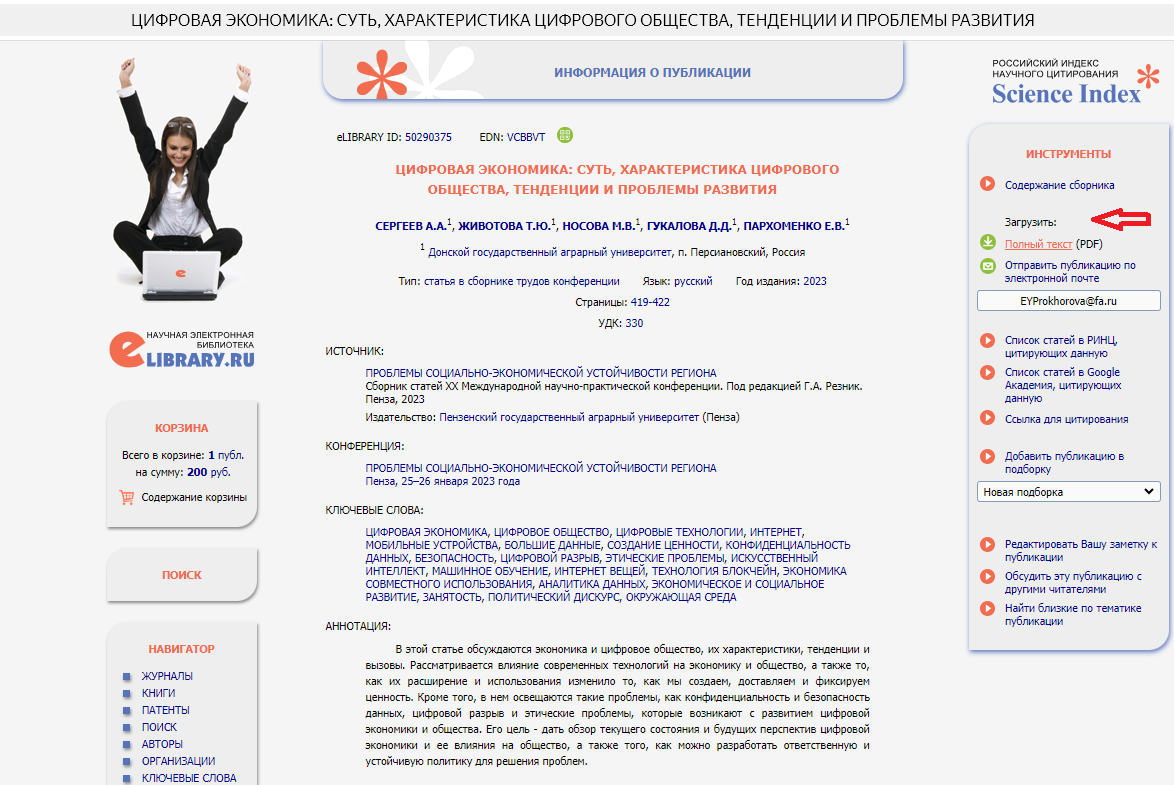 ЦИФРОВАЯ ЭКОНОМИКА: СУТЬ, ХАРАКТЕРИСТИКА ЦИФРОВОГО ОБЩЕСТВА, ТЕНДЕНЦИИ И ПРОБЛЕМЫ РАЗВИТИЯ
e
НАУЧНАЯ ЭЛЕКТРОННАЯ
БИБЛИОТЕКА
eLIBRARY.RU
КОРЗИНА
Всего в корзине: 1 публ.
на сумму: 200 руб.
Содержание корзины
ПОИСК
НАВИГАТОР
ЖУРНАЛЫ
КНИГИ
ПАТЕНТЫ
ПОИСК
АВТОРЫ
ОРГАНИЗАЦИИ
КЛЮЧЕВЫЕ СЛОВА
ИНФОРМАЦИЯ О ПУБЛИКАЦИИ
eLIBRARY ID: 50290375 EDN: VCBBVT
ЦИФРОВАЯ ЭКОНОМИКА: СУТЬ, ХАРАКТЕРИСТИКА ЦИФРОВОГО
ОБЩЕСТВА, ТЕНДЕНЦИИ И ПРОБЛЕМЫ РАЗВИТИЯ
СЕРГЕЕВ А.А.1, ЖИВОТОВА Т.Ю.1, НОСОВА М.В.1, ГУКАЛОВА Д.Д.1, ПАРХОМЕНКО Е.В.1
1 Донской государственный аграрный университет, п. Персиановский, Россия
Тип: статья в сборнике трудов конференции Язык: русский Год издания: 2023
Страницы: 419-422
УДК: 330
ИСТОЧНИК:
ПРОБЛЕМЫ СОЦИАЛЬНО-ЭКОНОМИЧЕСКОЙ УСТОЙЧИВОСТИ РЕГИОНА
Сборник статей XX Международной научно-практической конференции. Под редакцией Г.А. Резник.
Пенза, 2023
Издательство: Пензенский государственный аграрный университет (Пенза)
КОНФЕРЕНЦИЯ:
ПРОБЛЕМЫ СОЦИАЛЬНО-ЭКОНОМИЧЕСКОЙ УСТОЙЧИВОСТИ РЕГИОНА
Пенза, 25–26 января 2023 года
КЛЮЧЕВЫЕ СЛОВА:
ЦИФРОВАЯ ЭКОНОМИКА, ЦИФРОВОЕ ОБЩЕСТВО, ЦИФРОВЫЕ ТЕХНОЛОГИИ, ИНТЕРНЕТ,
МОБИЛЬНЫЕ УСТРОЙСТВА, БОЛЬШИЕ ДАННЫЕ, СОЗДАНИЕ ЦЕННОСТИ, КОНФИДЕНЦИАЛЬНОСТЬ
ДАННЫХ, БЕЗОПАСНОСТЬ, ЦИФРОВОЙ РАЗРЫВ, ЭТИЧЕСКИЕ ПРОБЛЕМЫ, ИСКУССТВЕННЫЙ
ИНТЕЛЛЕКТ, МАШИННОЕ ОБУЧЕНИЕ, ИНТЕРНЕТ ВЕЩЕЙ, ТЕХНОЛОГИЯ БЛОКЧЕЙН, ЭКОНОМИКА
СОВМЕСТНОГО ИСПОЛЬЗОВАНИЯ, АНАЛИТИКА ДАННЫХ, ЭКОНОМИЧЕСКОЕ И СОЦИАЛЬНОЕ
РАЗВИТИЕ, ЗАНЯТОСТЬ, ПОЛИТИЧЕСКИЙ ДИСКУРС, ОКРУЖАЮЩАЯ СРЕДА
АННОТАЦИЯ:
В этой статье обсуждаются экономика и цифровое общество, их характеристики, тенденции и
вызовы. Рассматривается влияние современных технологий на экономику и общество, а также то,
как их расширение и использования изменило то, как мы создаем, доставляем и фиксируем
ценность. Кроме того, в нем освещаются такие проблемы, как конфиденциальность и безопасность
данных, цифровой разрыв и этические проблемы, которые возникают с развитием цифровой
экономики и общества. Его цель - дать обзор текущего состояния и будущих перспектив цифровой
экономики и ее влияния на общество, а также того, как можно разработать ответственную и
устойчивую политику для решения проблем.
РОССИЙСКИЙ ИНДЕКС
НАУЧНОГО ЦИТИРОВАНИЯ
Science Index
ИНСТРУМЕНТЫ
Содержание сборника
Загрузить:
Полный текст (PDF)
Отправить публикацию по
электронной почте
EYProkhorova@fa.ru
Список статей в РИНЦ,
цитирующих данную
Список статей в Google
Академия, цитирующих
данную
Ссылка для цитирования
Добавить публикацию в
подборку
Новая подборка
Редактировать Вашу заметку к
публикации
Обсудить эту публикацию с
другими читателями
Найти близкие по тематике
публикации